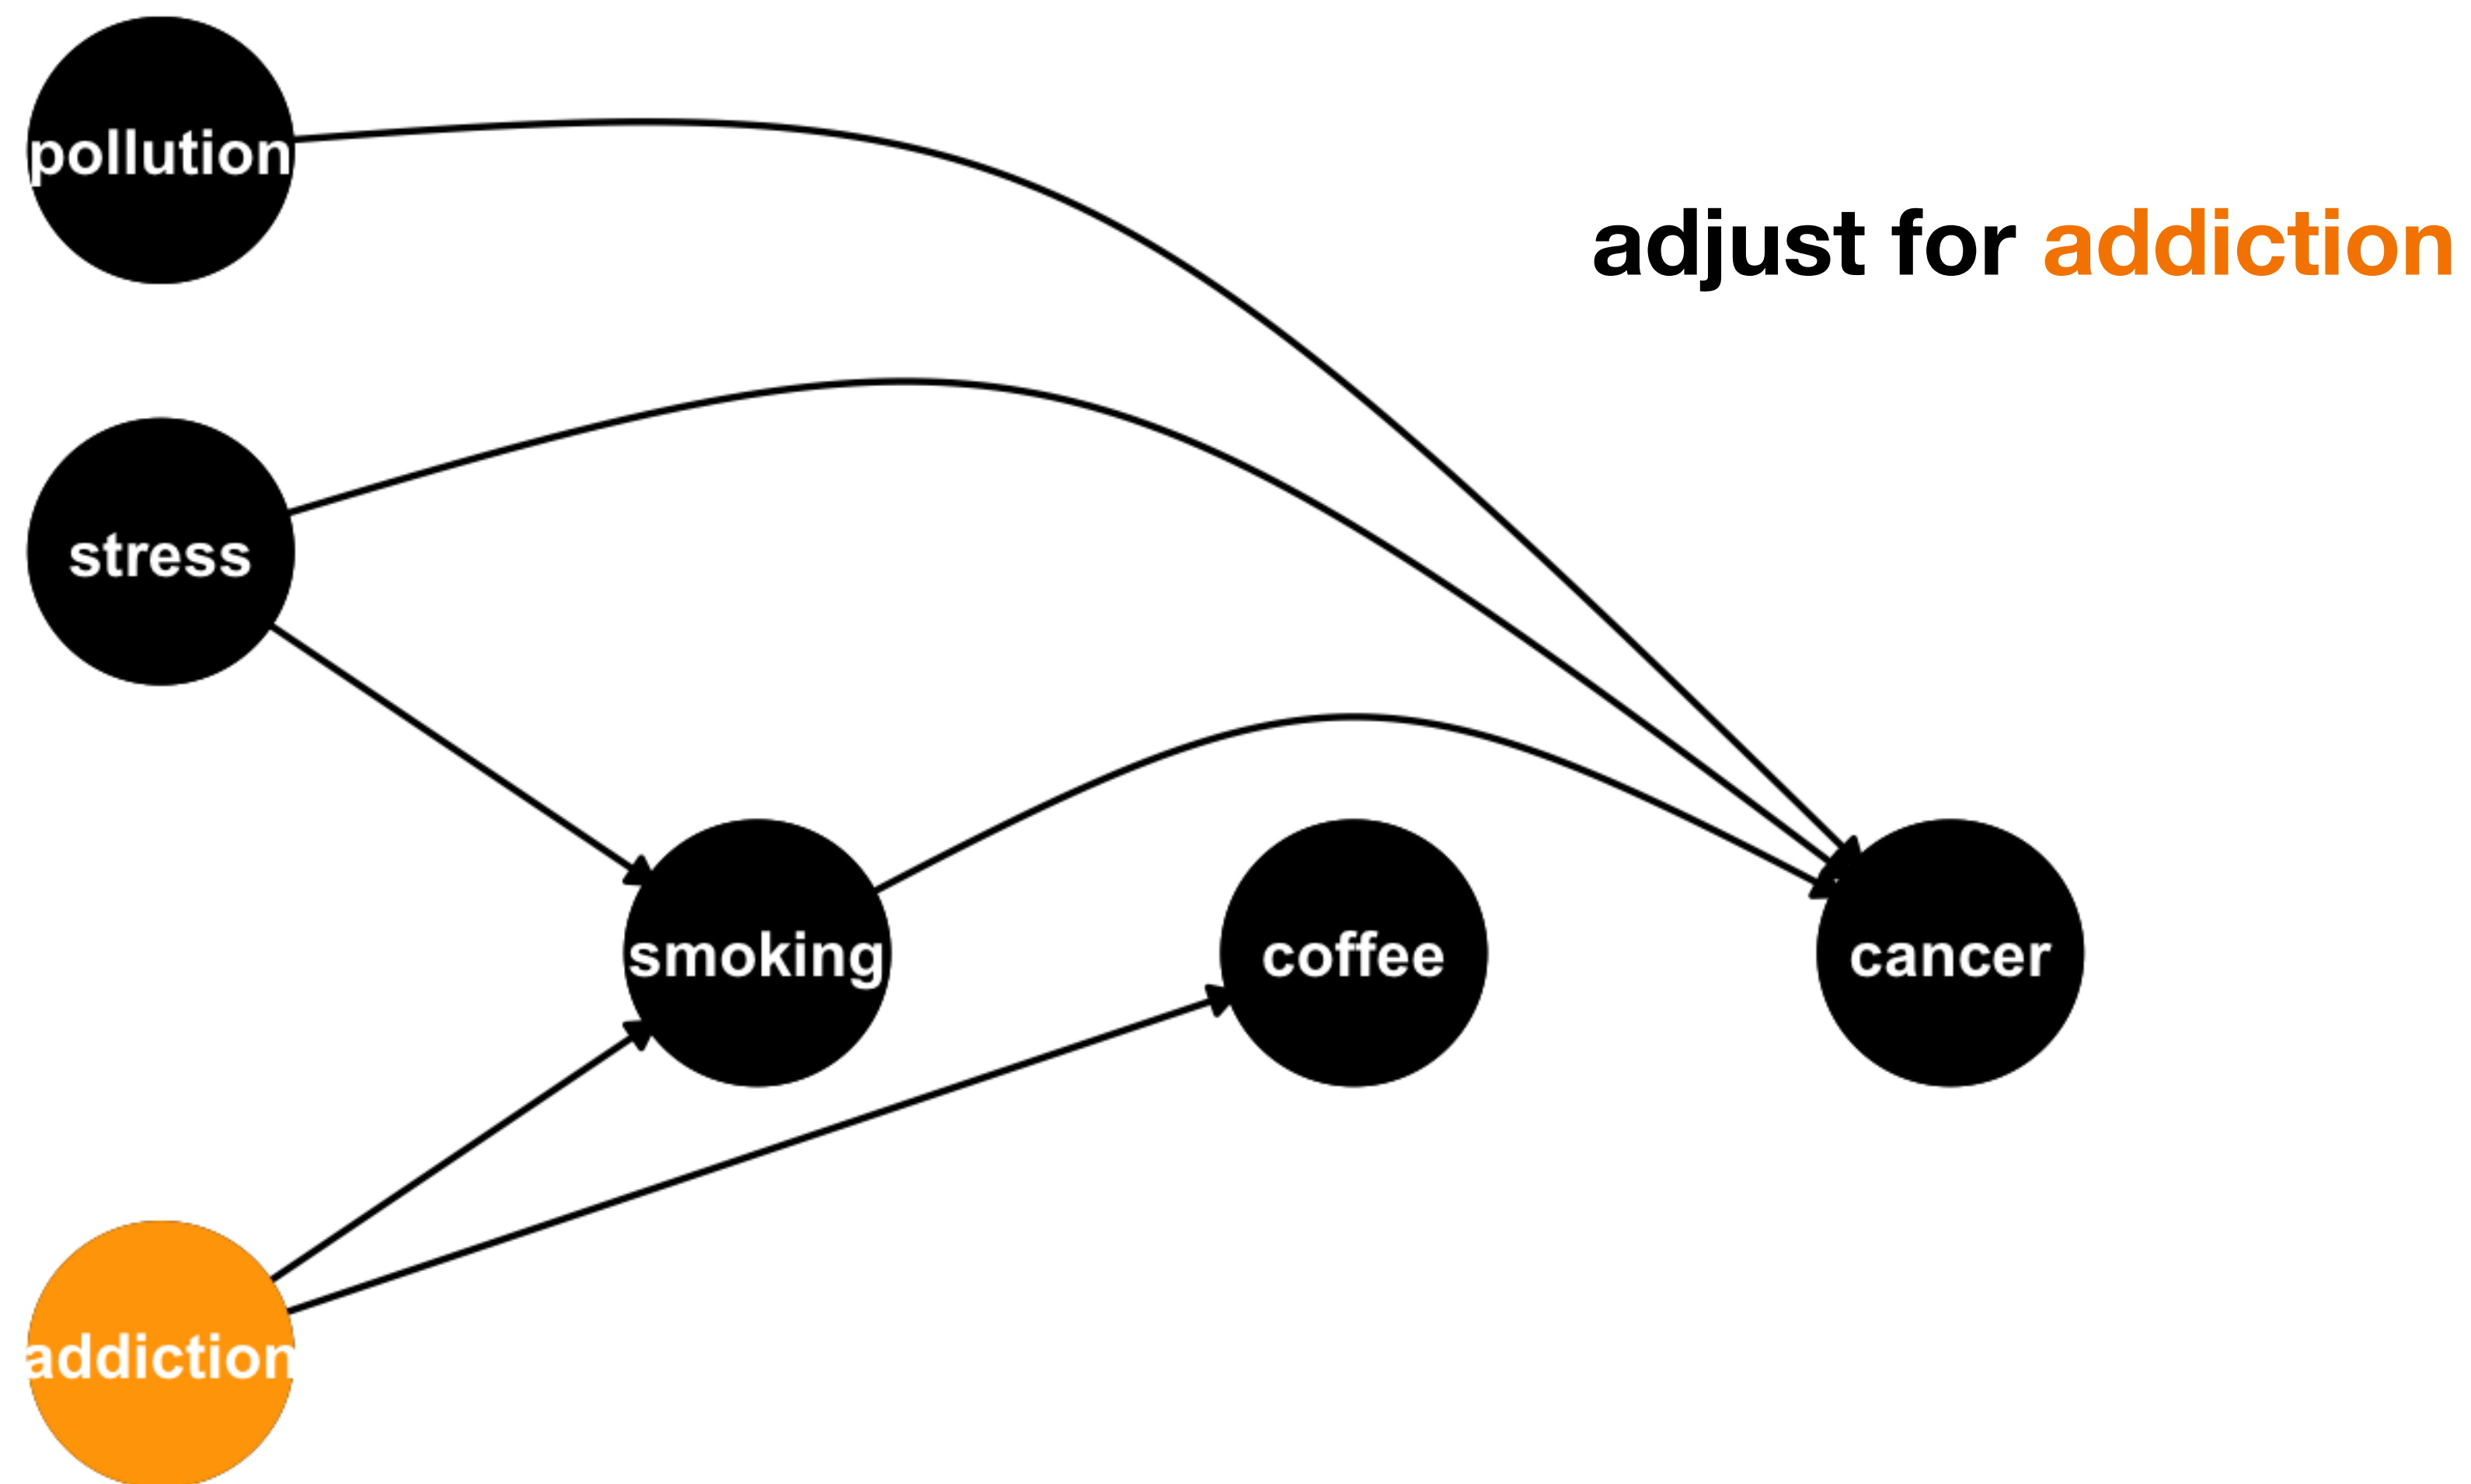 pollution
adjust for addiction
stress
smoking
coffee
cancer
addiction